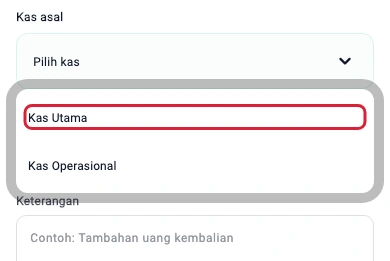 Kas asal
Pilih kas
Kas Utama
Kas Operasional
Keterangan
Contoh: Tambahan uang kembalian